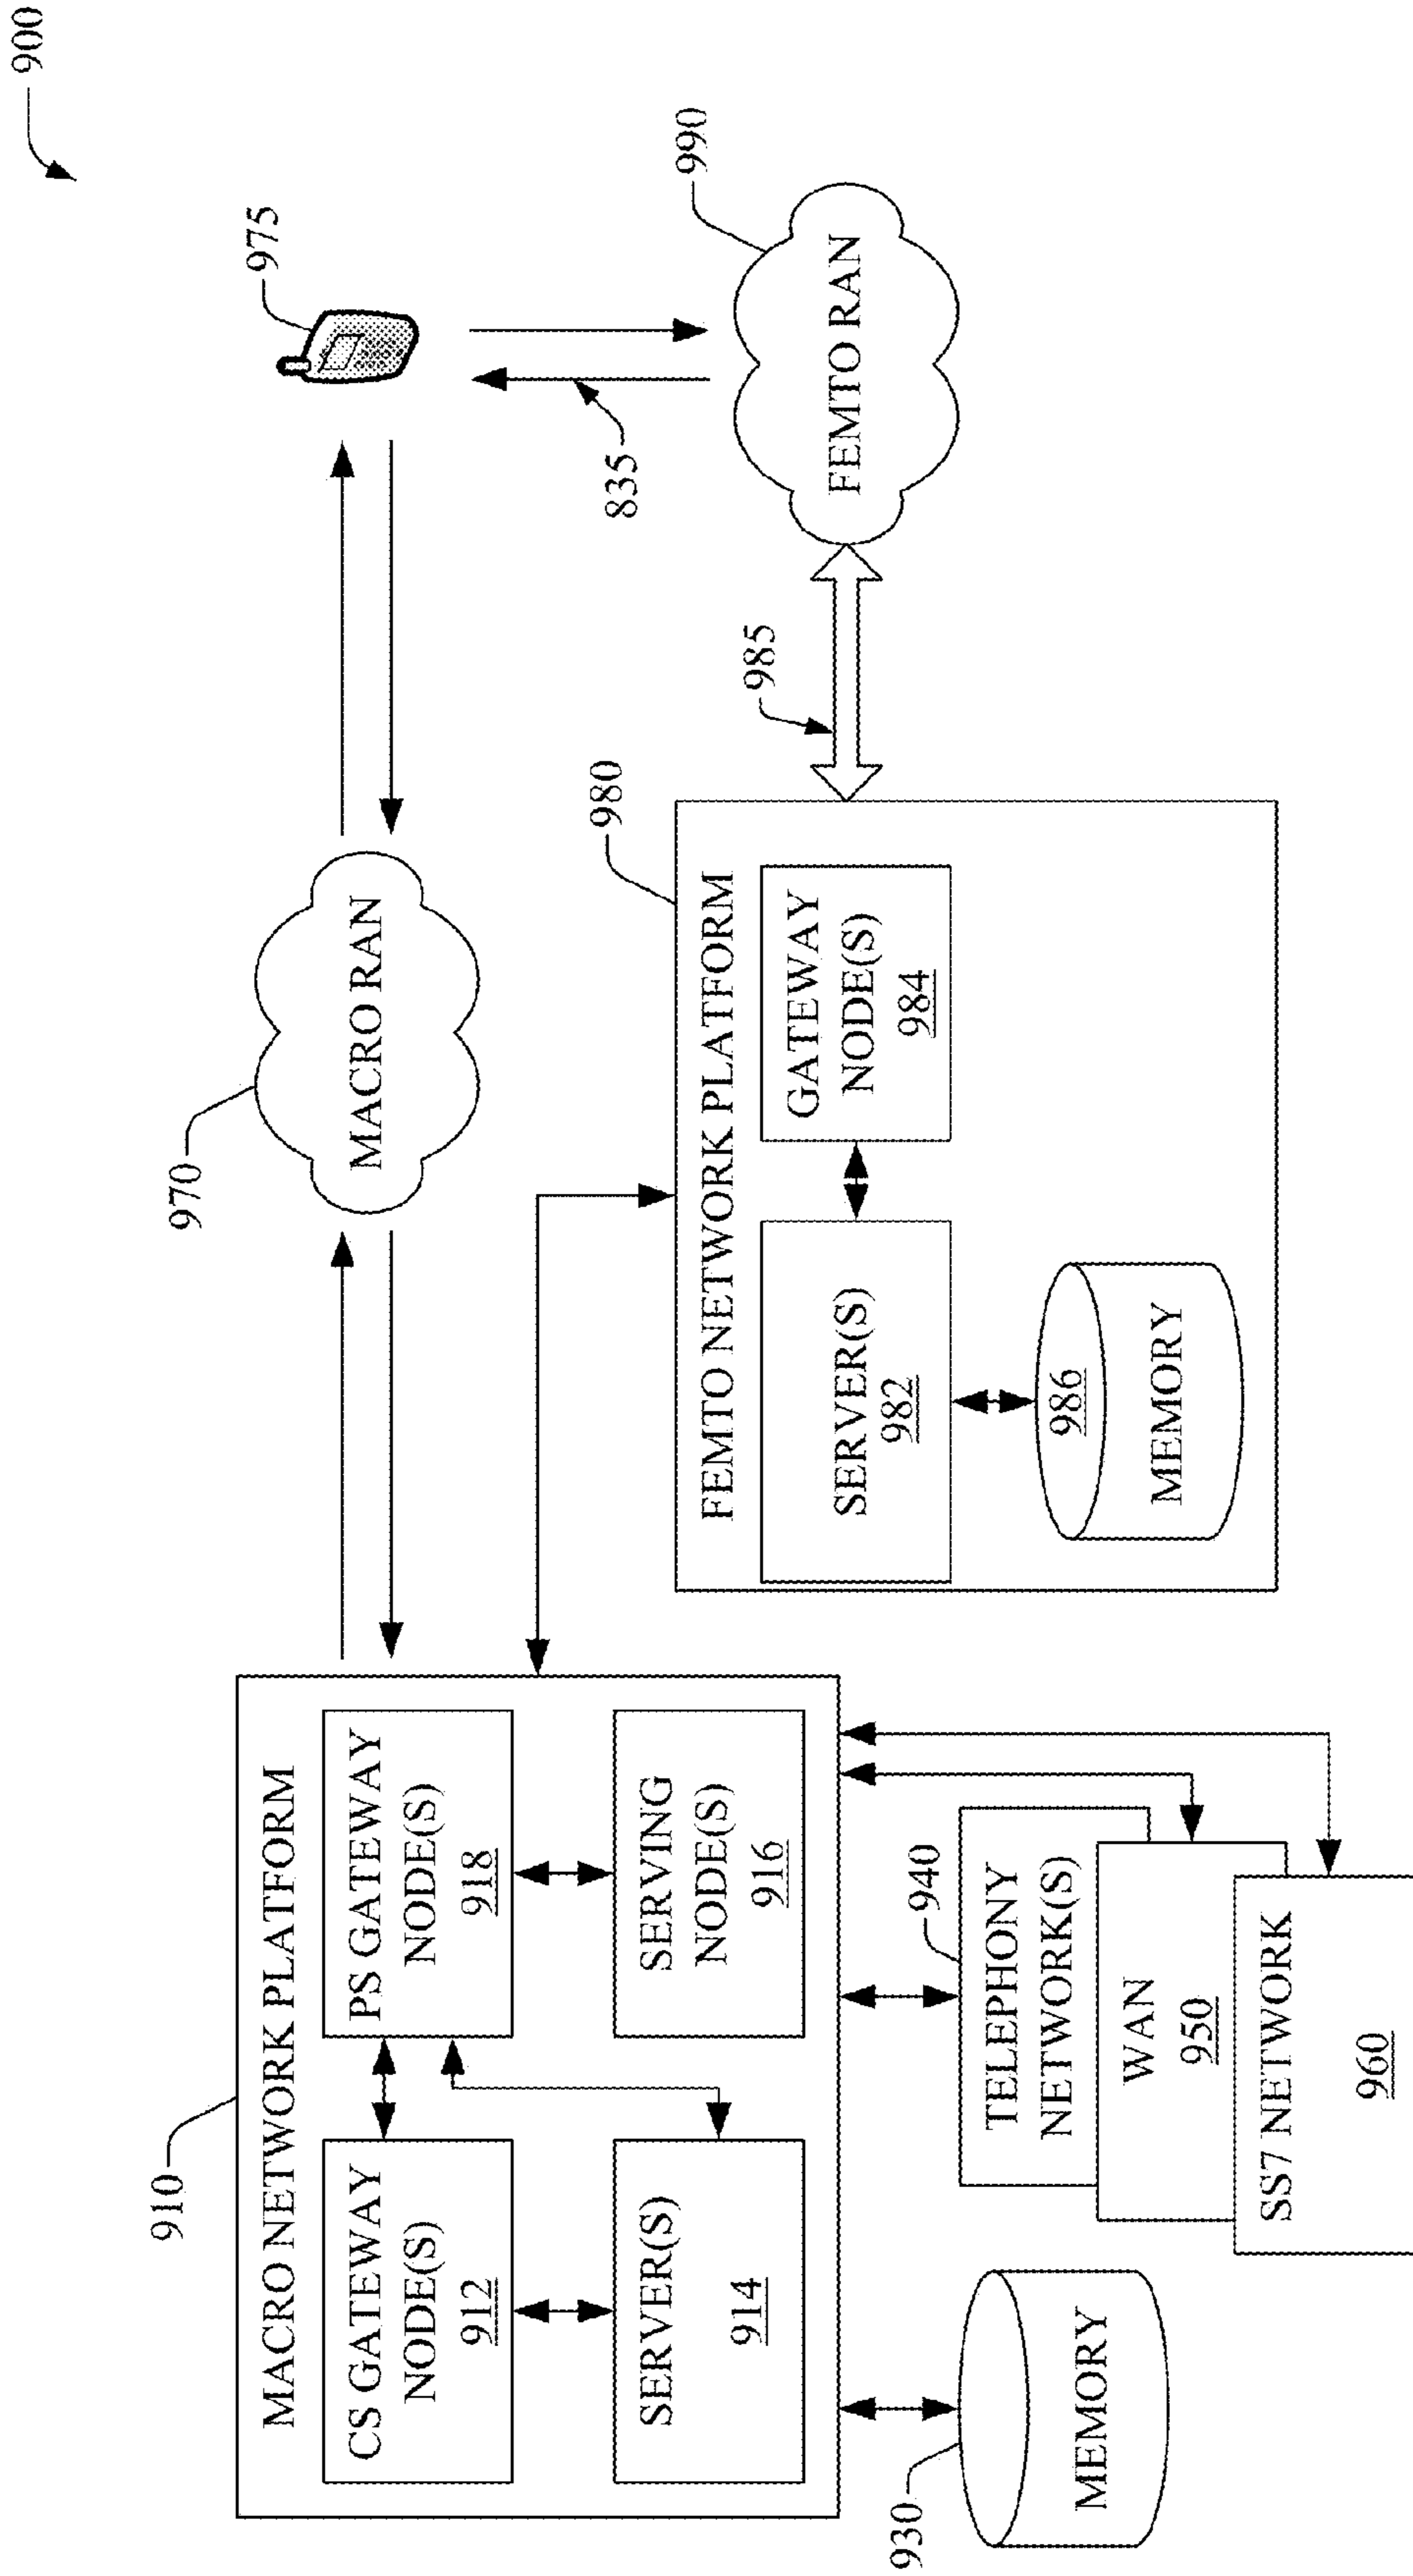 900
975
990
835
FEMTO RAN
985
970
MACRO RAN
980
FEMTO NETWORK PLATFORM
SERVER(S)
982
GATEWAY
NODE(S)
984
986
MEMORY
910
MACRO NETWORK PLATFORM
CS GATEWAY
NODE(S)
912
PS GATEWAY
NODE(S)
918
SERVER(S)
914
SERVING
NODE(S)
916
930
MEMORY
940
TELEPHONY
NETWORK(S)
WAN
950
SS7 NETWORK
960